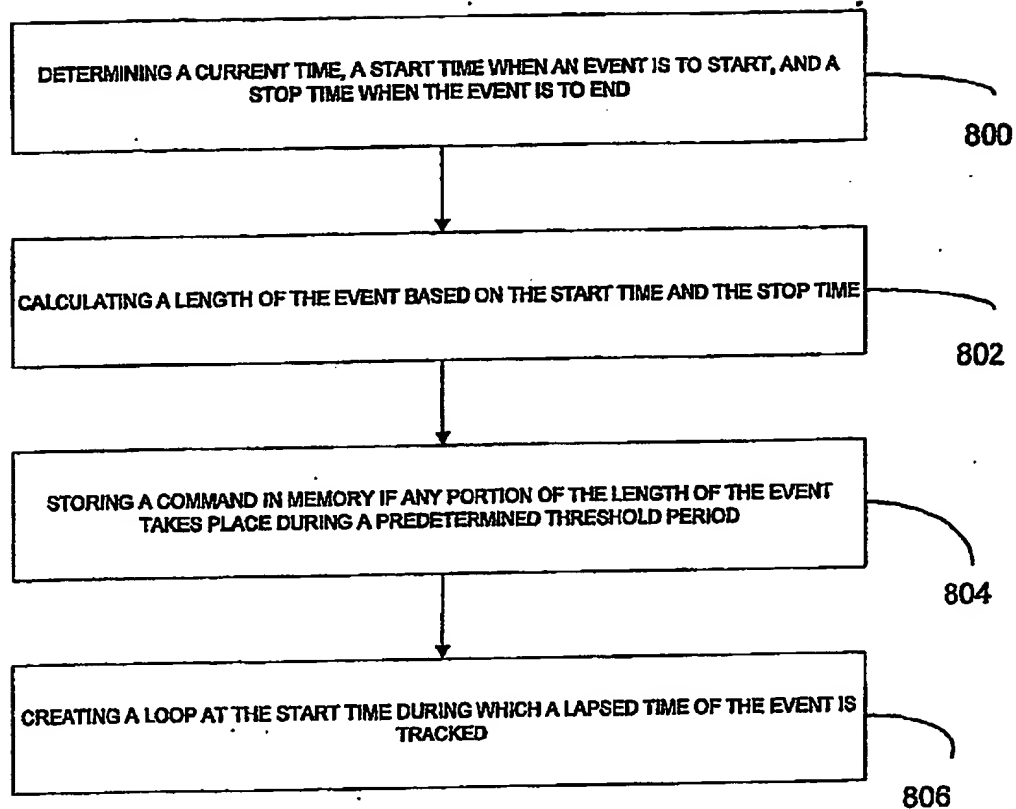 DETERMINING A CURRENT TIME, A START TIME WHEN AN EVENT IS TO START, AND A
STOP TIME WHEN THE EVENT IS TO END
800
CALCULATING A LENGTH OF THE EVENT BASED ON THE START TIME AND THE STOP TIME
802
STORING A COMMAND IN MEMORY IF ANY PORTION OF THE LENGTH OF THE EVENT
TAKES PLACE DURING A PREDETERMINED THRESHOLD PERIOD
804
CREATING A LOOP AT THE START TIME DURING WHICH A LAPSED TIME OF THE EVENT IS
TRACKED
806